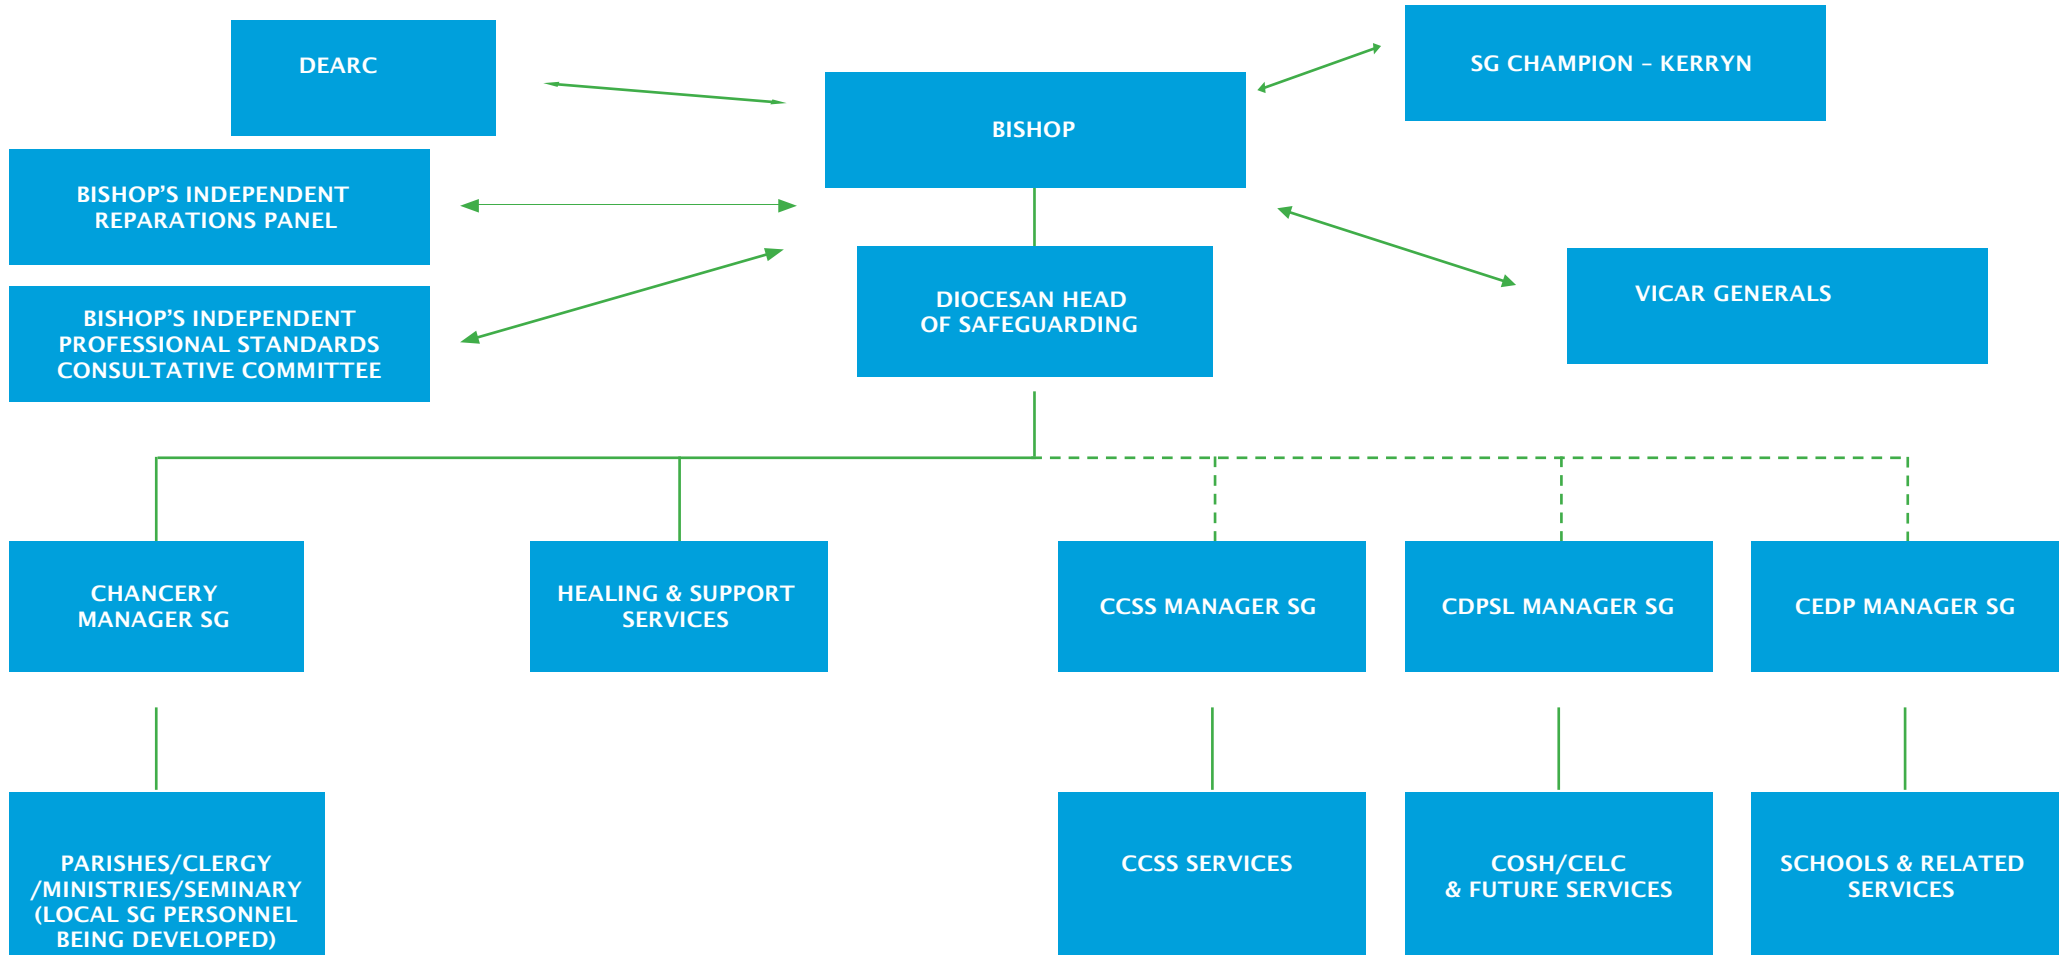 DEARC
SG CHAMPION – KERRYN
BISHOP
BISHOP’S INDEPENDENT
REPARATIONS PANEL
BISHOP’S INDEPENDENT
PROFESSIONAL STANDARDS
CONSULTATIVE COMMITTEE
DIOCESAN HEAD
OF SAFEGUARDING
VICAR GENERALS
CHANCERY
MANAGER SG
HEALING & SUPPORT
SERVICES
CCSS MANAGER SG
CDPSL MANAGER SG
CEDP MANAGER SG
PARISHES/CLERGY
/MINISTRIES/SEMINARY
(LOCAL SG PERSONNEL
BEING DEVELOPED)
CCSS SERVICES
COSH/CELC
& FUTURE SERVICES
SCHOOLS & RELATED
SERVICES